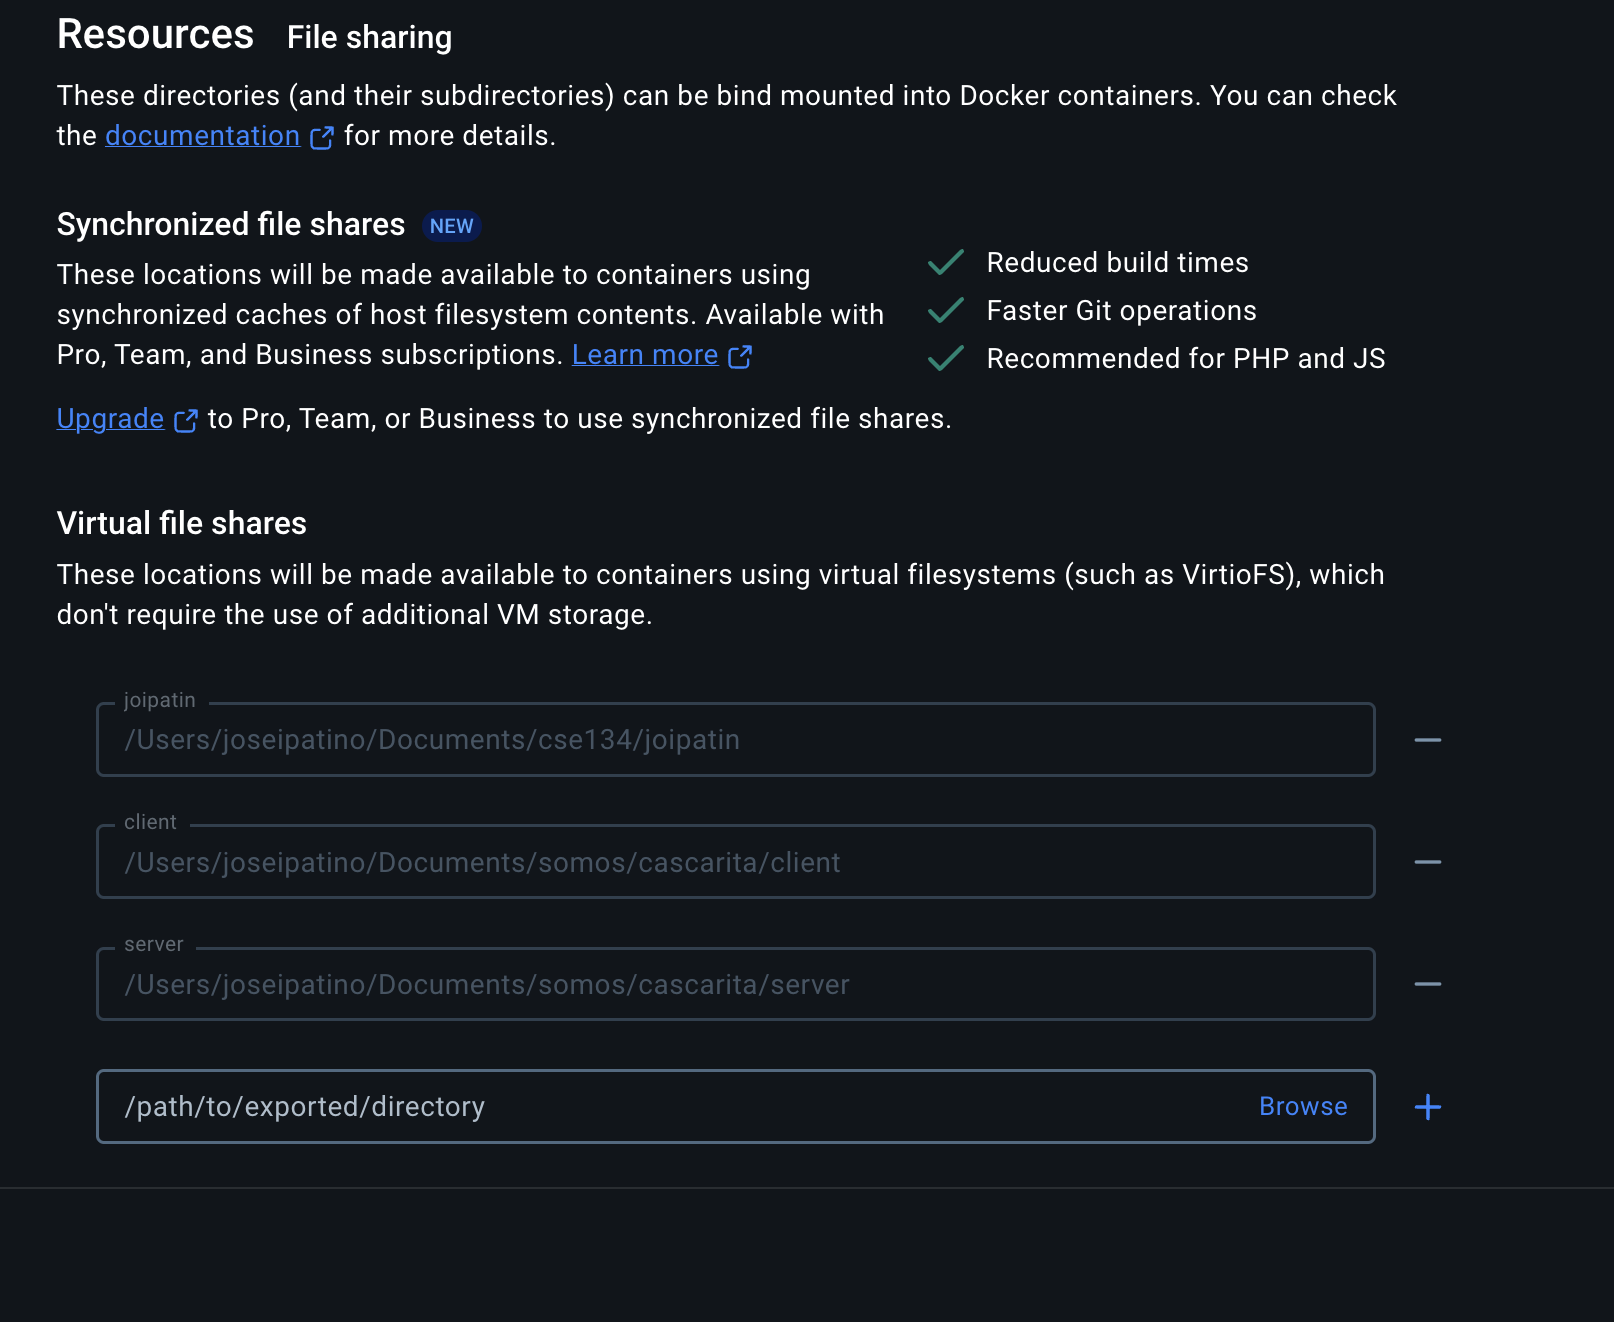 Resources File sharing
These directories (and their subdirectories) can be bind mounted into Docker containers. You can check
the documentation for more details.
Synchronized file shares NEW
These locations will be made available to containers using
synchronized caches of host filesystem contents. Available with
Pro, Team, and Business subscriptions. Learn more
Reduced build times
Faster Git operations
Recommended for PHP and JS
Upgrade to Pro, Team, or Business to use synchronized file shares.
Virtual file shares
These locations will be made available to containers using virtual filesystems (such as VirtioFS), which
don't require the use of additional VM storage.
joipatin
/Users/joseipatino/Documents/cse134/joipatin
client
/Users/joseipatino/Documents/somos/cascarita/client
server
/Users/joseipatino/Documents/somos/cascarita/server
/path/to/exported/directory Browse